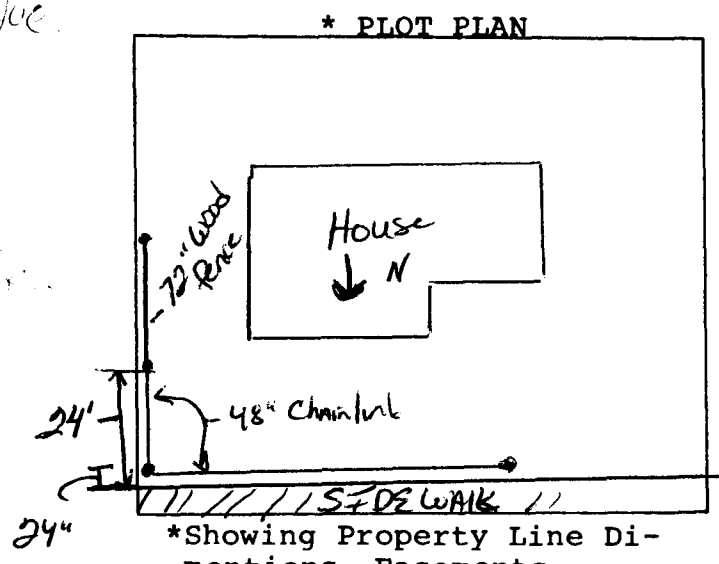 * PLOT PLAN
72" Wood
fence
House
N
24'
48" Chainlink
24"
SIDEWALK
*Showing Property Line Di-
mentions, Easements